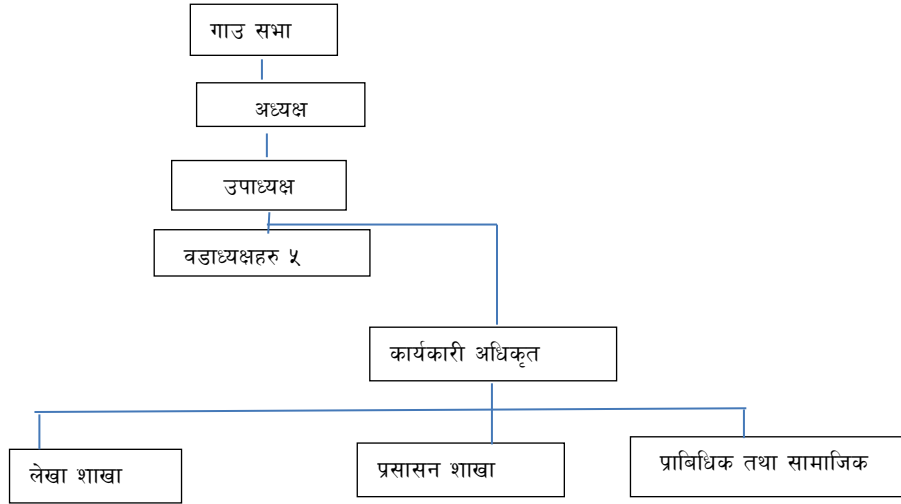 गाउ सभा
अध्यक्ष
उपाध्यक्ष
वडाध्यक्षहरु ५
कार्यकारी अधिकृत
लेखा शाखा
प्रसासन शाखा
प्राबिधिक तथा सामाजिक